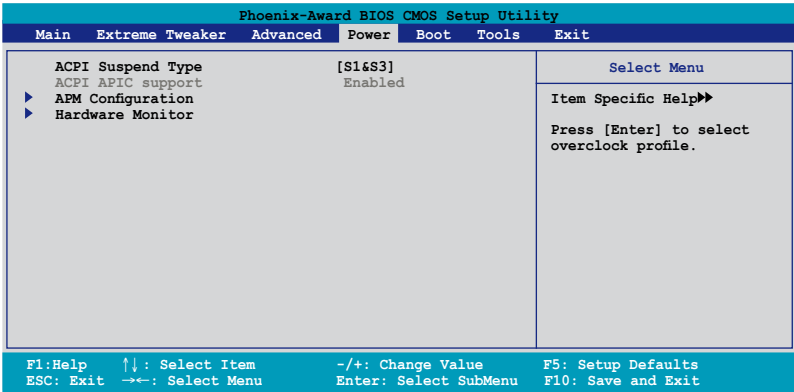 Phoenix-Award BIOS CMOS Setup Utility
Main Extreme Tweaker Advanced Power Boot Tools Exit
ACPI Suspend Type [S1&S3]
ACPI APIC support Enabled
APM Configuration
Hardware Monitor
Select Menu
Item Specific Help
Press [Enter] to select
overclock profile.
F1:Help ↑↓: Select Item -/+: Change Value F5: Setup Defaults
ESC: Exit →←: Select Menu Enter: Select SubMenu F10: Save and Exit